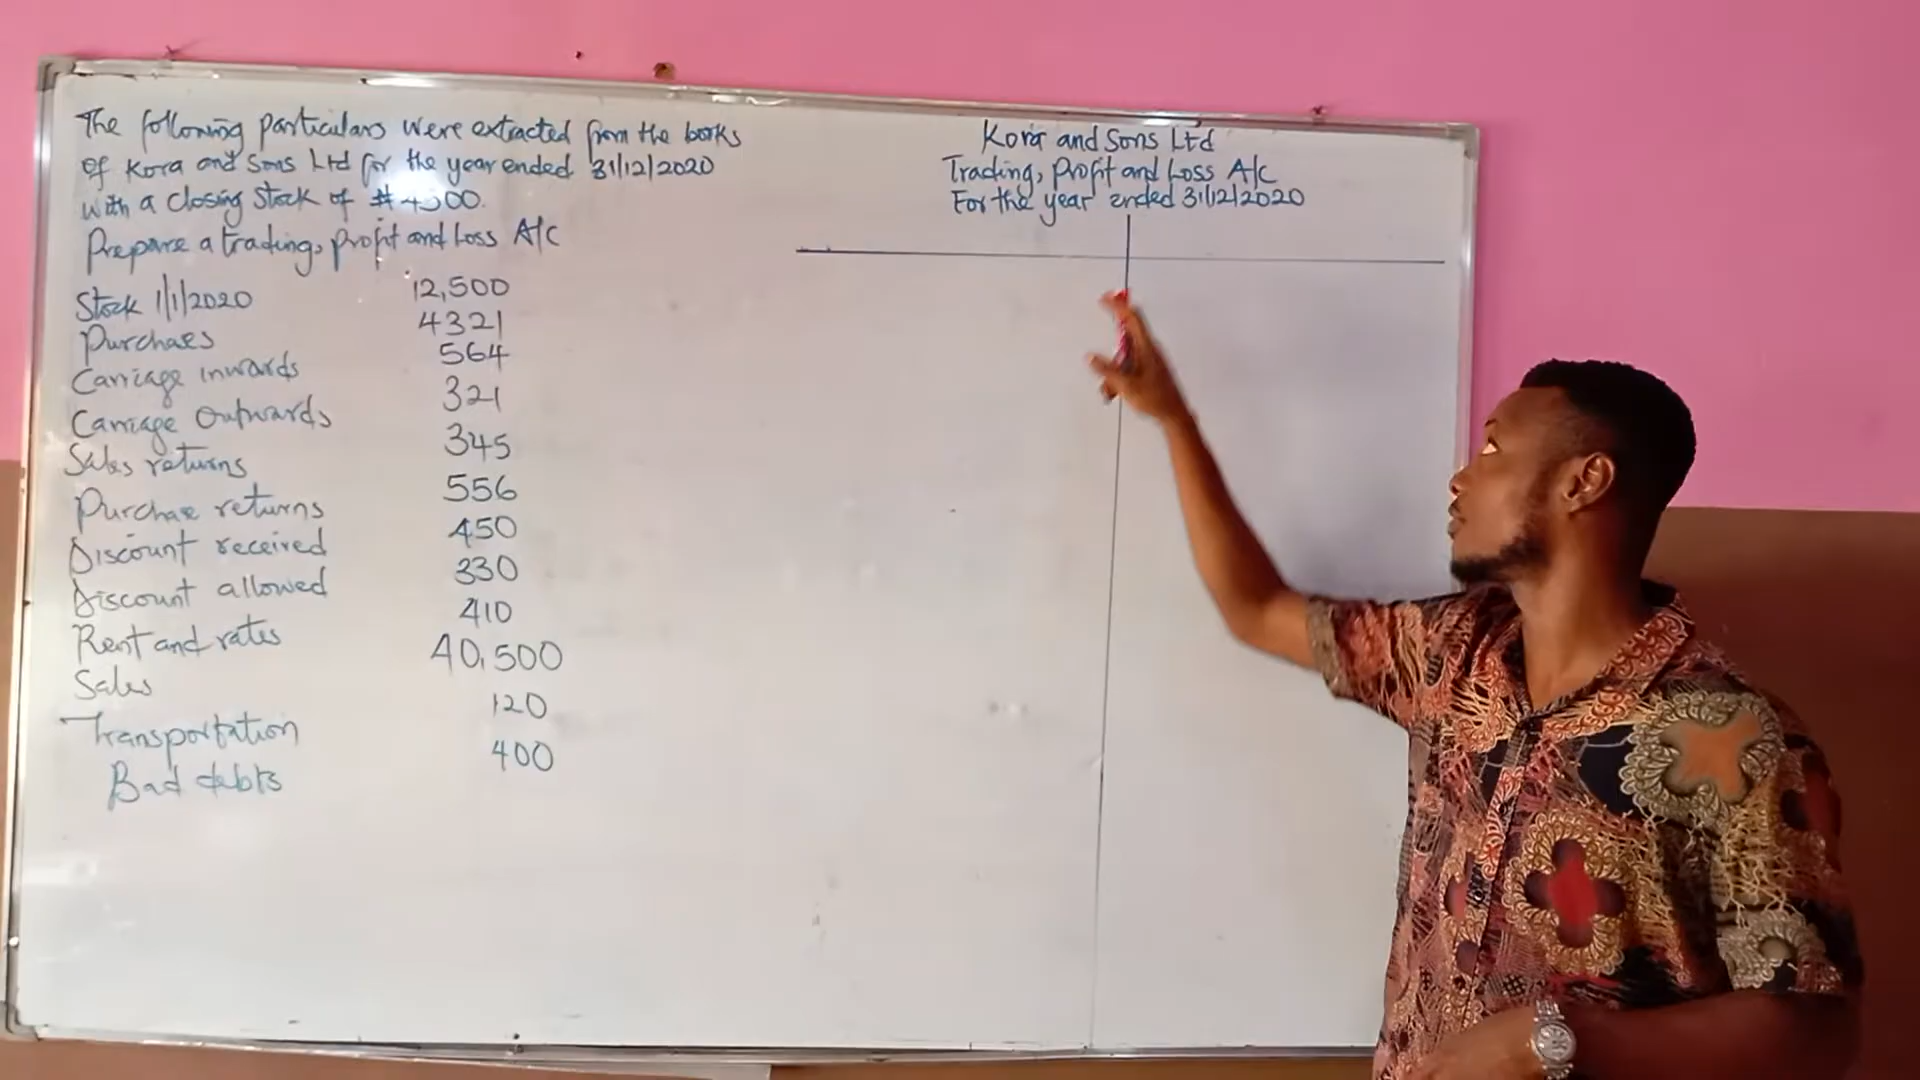 The following particulars were extracted from the books
of Kora and Sons Ltd for the year ended 31/12/2020
with a closing stock of
Prepare a trading, profit and Loss A/c
Stock 1/1/2020 12,500
Purchaes 4321
Carriage inwards 564
Carriage Outwards 321
Sales returns 345
Purchase returns 556
Discount received 450
Discount allowed 330
Rent and rates 410
Sales 40,500
Transportation 120
Bad debts 400
Kora and Sons Ltd
Trading, Profit and Loss A/c
For the year ended 31/12/2020